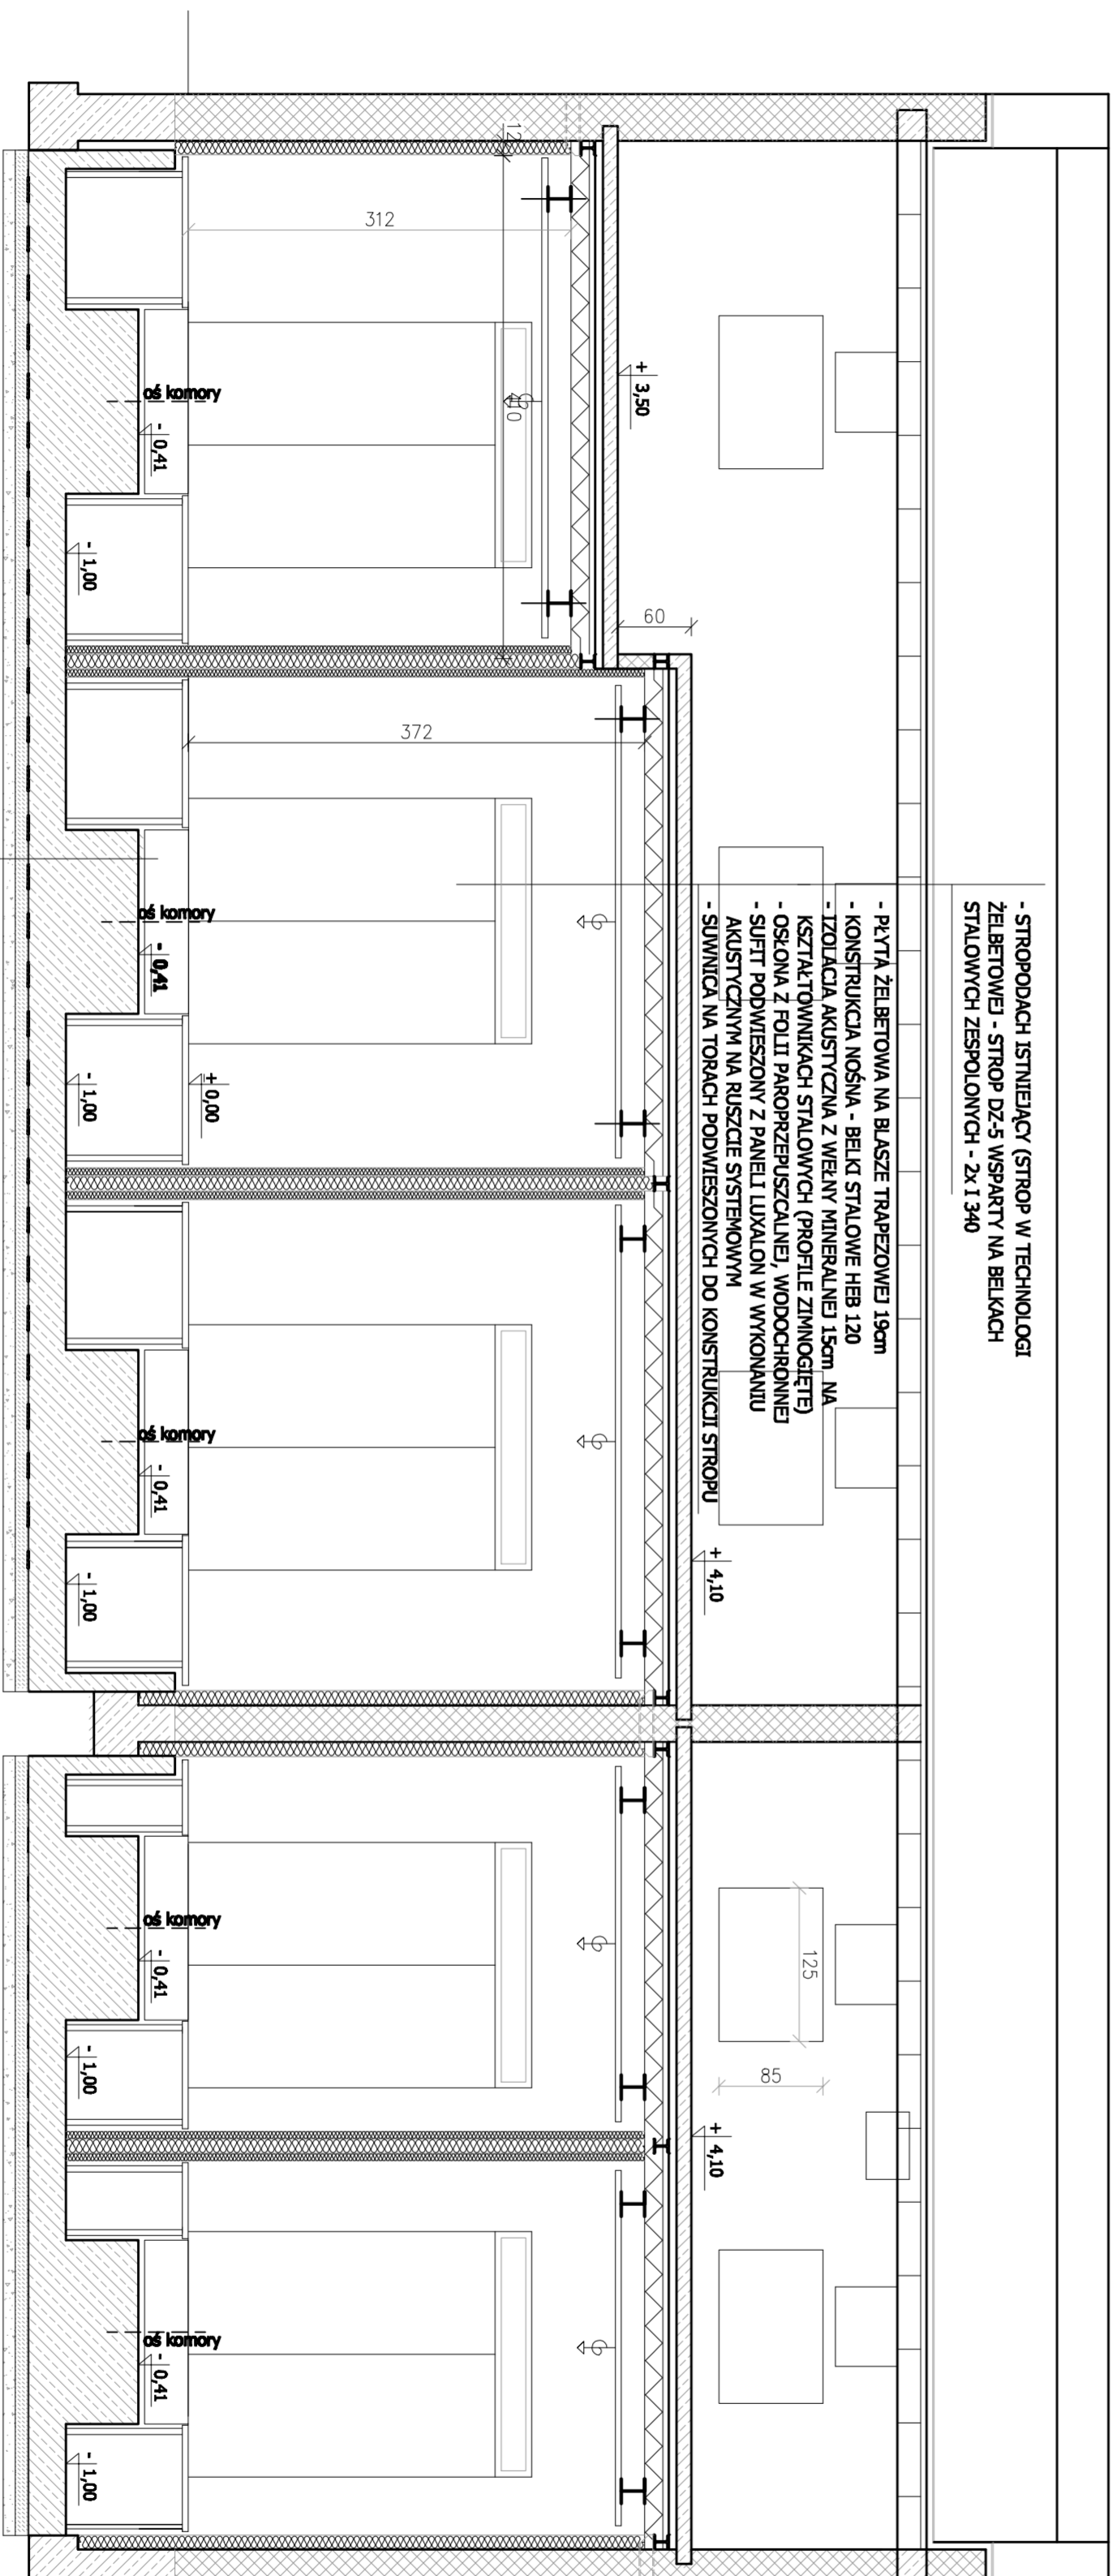 - STROPODACH ISTNIEJĄCY (STROP W TECHNOLOGI
ŻELBETOWEJ - STROP DZ-5 WSPARTY NA BELKACH
STALOWYCH ZESPOLONYCH - 2x I 340
- PŁYTA ŻELBETOWA NA BLASZE TRAPEZOWEJ 19cm
- KONSTRUKCJA NOŚNA - BELKI STALOWE HEB 120
- IZOLACJA AKUSTYCZNA Z WEŁNY MINERALNEJ 15cm NA
KSZTAŁTOWNIKACH STALOWYCH (PROFILE ZIMNOGIĘTE)
- OSŁONA Z FOLII PAROPRZEPUSZCALNEJ, WODOCHRONNEJ
- SUFIT PODWIESZONY Z PANELI LUXALON W WYKONANIU
AKUSTYCZNYM NA RUSZCIE SYSTEMOWYM
- SUWNICA NA TORACH PODWIESZONYCH DO KONSTRUKCJI STROPU
125
85
+ 3,50
60
+ 4,10
+ 4,10
12
410
312
372
+ 0,00
oś komory
- 0,41
- 1,00
oś komory
- 0,41
- 1,00
oś komory
- 0,41
- 1,00
oś komory
- 0,41
- 1,00
oś komory
- 0,41
- 1,00